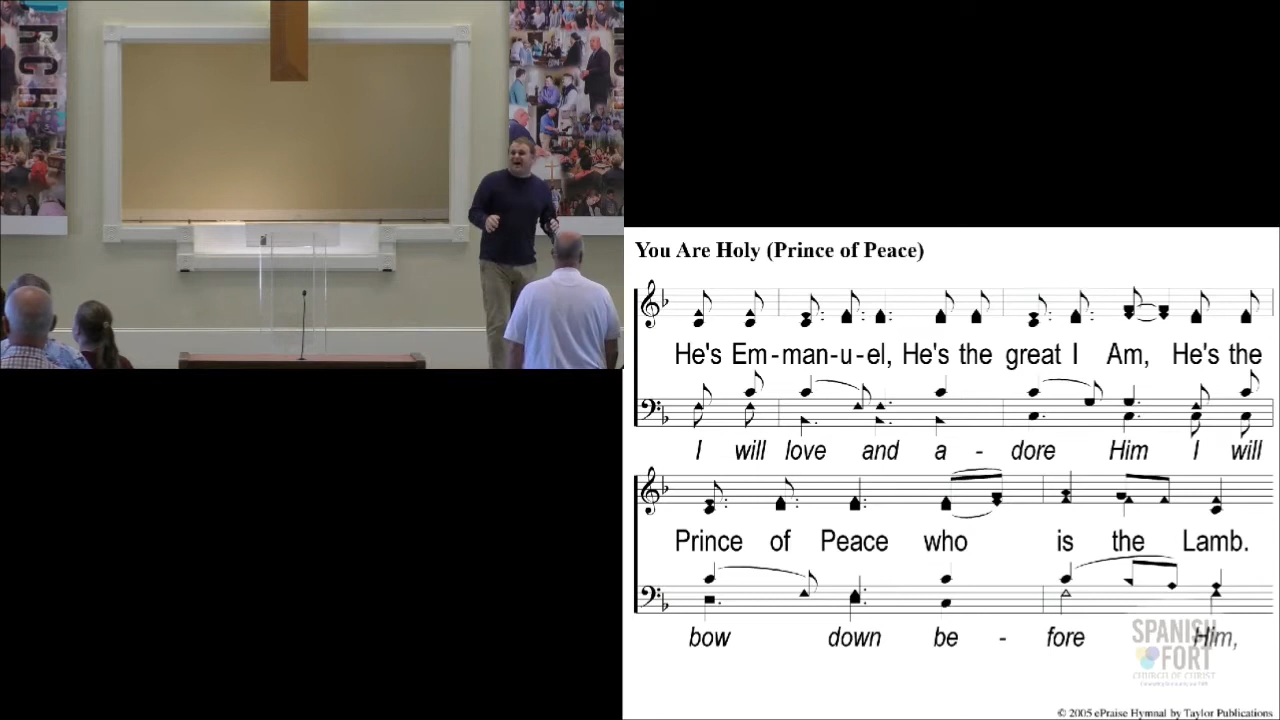 RCH
You Are Holy (Prince of Peace)
He's Em-man-u-el, He's the great I Am, He's the
I will love and a - dore Him I will
Prince of Peace who is the Lamb.
bow down be - fore Him,
SPANISH
FORT
CHURCH OF CHRIST
© 2005 ePraise Hymnal by Taylor Publications